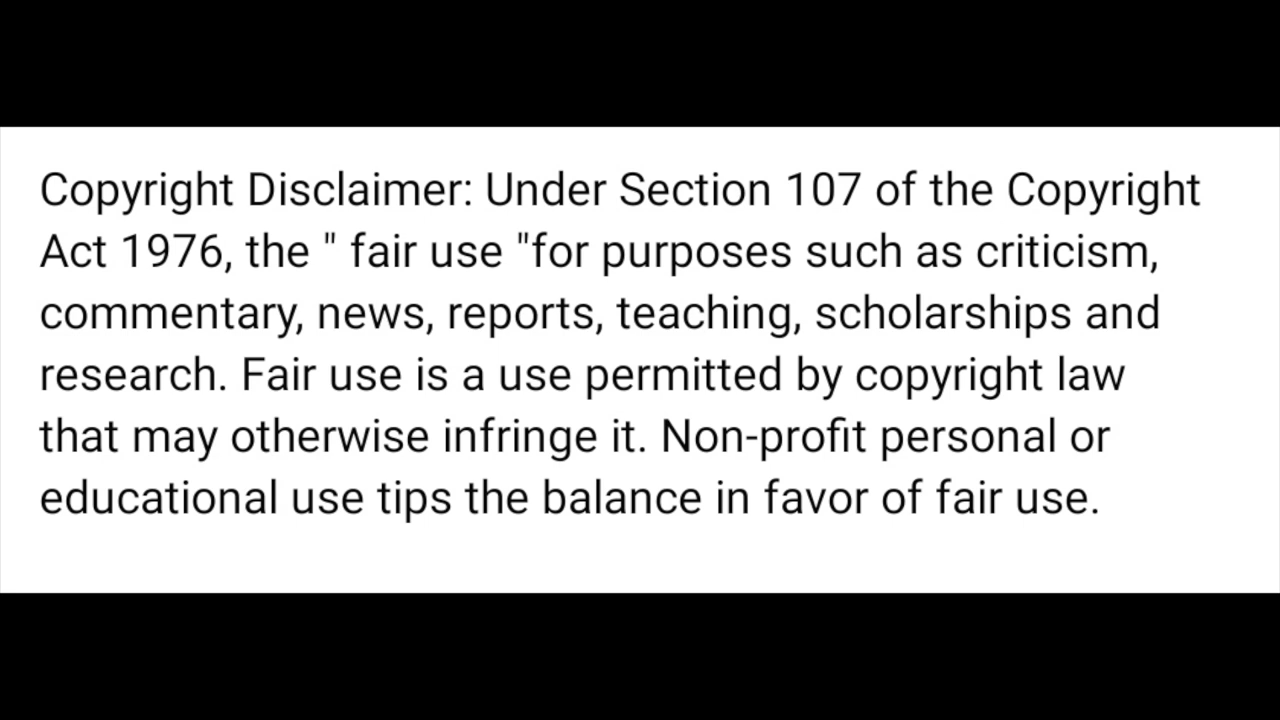 Copyright Disclaimer: Under Section 107 of the Copyright
Act 1976, the " fair use "for purposes such as criticism,
commentary, news, reports, teaching, scholarships and
research. Fair use is a use permitted by copyright law
that may otherwise infringe it. Non-profit personal or
educational use tips the balance in favor of fair use.